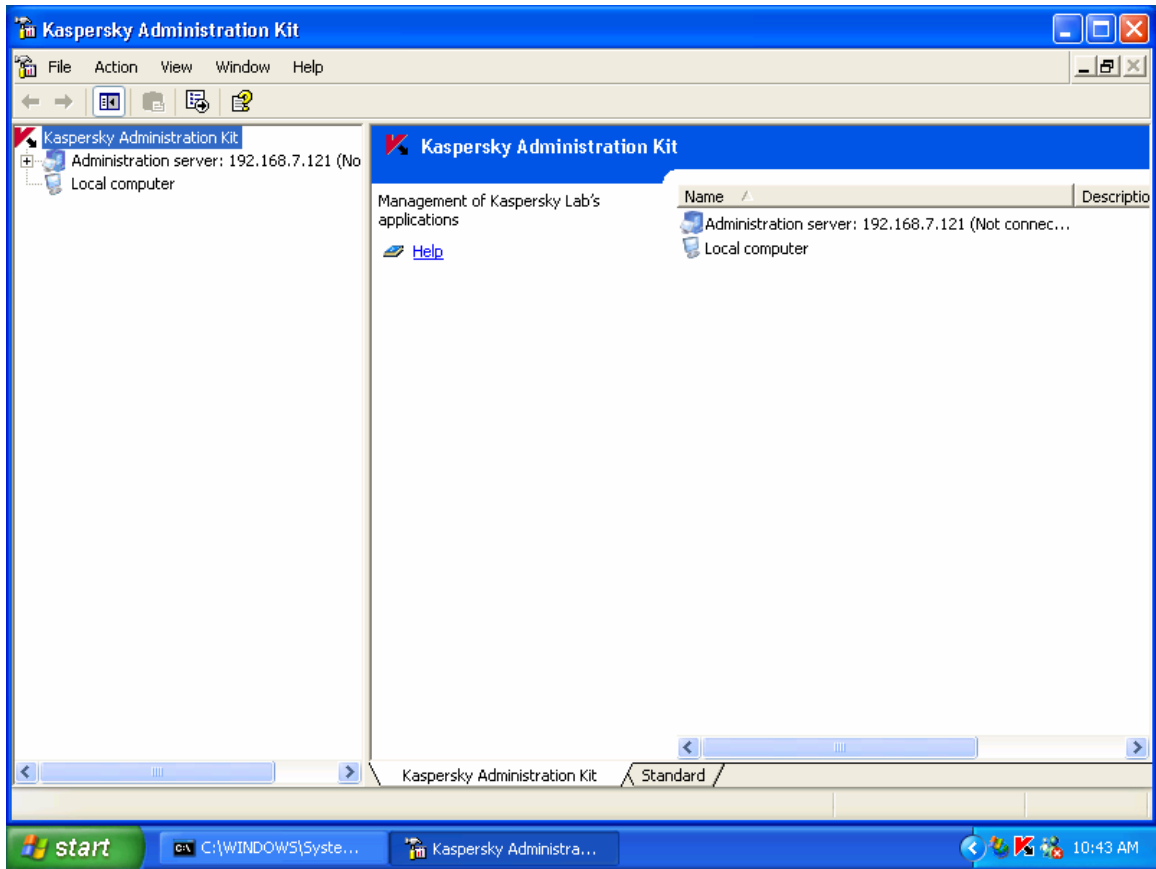 Kaspersky Administration Kit
File Action View Window Help
Kaspersky Administration Kit
Administration server: 192.168.7.121 (No
Local computer
Kaspersky Administration Kit
Management of Kaspersky Lab's
applications
Help
Name Descriptio
Administration server: 192.168.7.121 (Not connec...
Local computer
Kaspersky Administration Kit Standard
start C:\WINDOWS\Syste... Kaspersky Administra... 10:43 AM